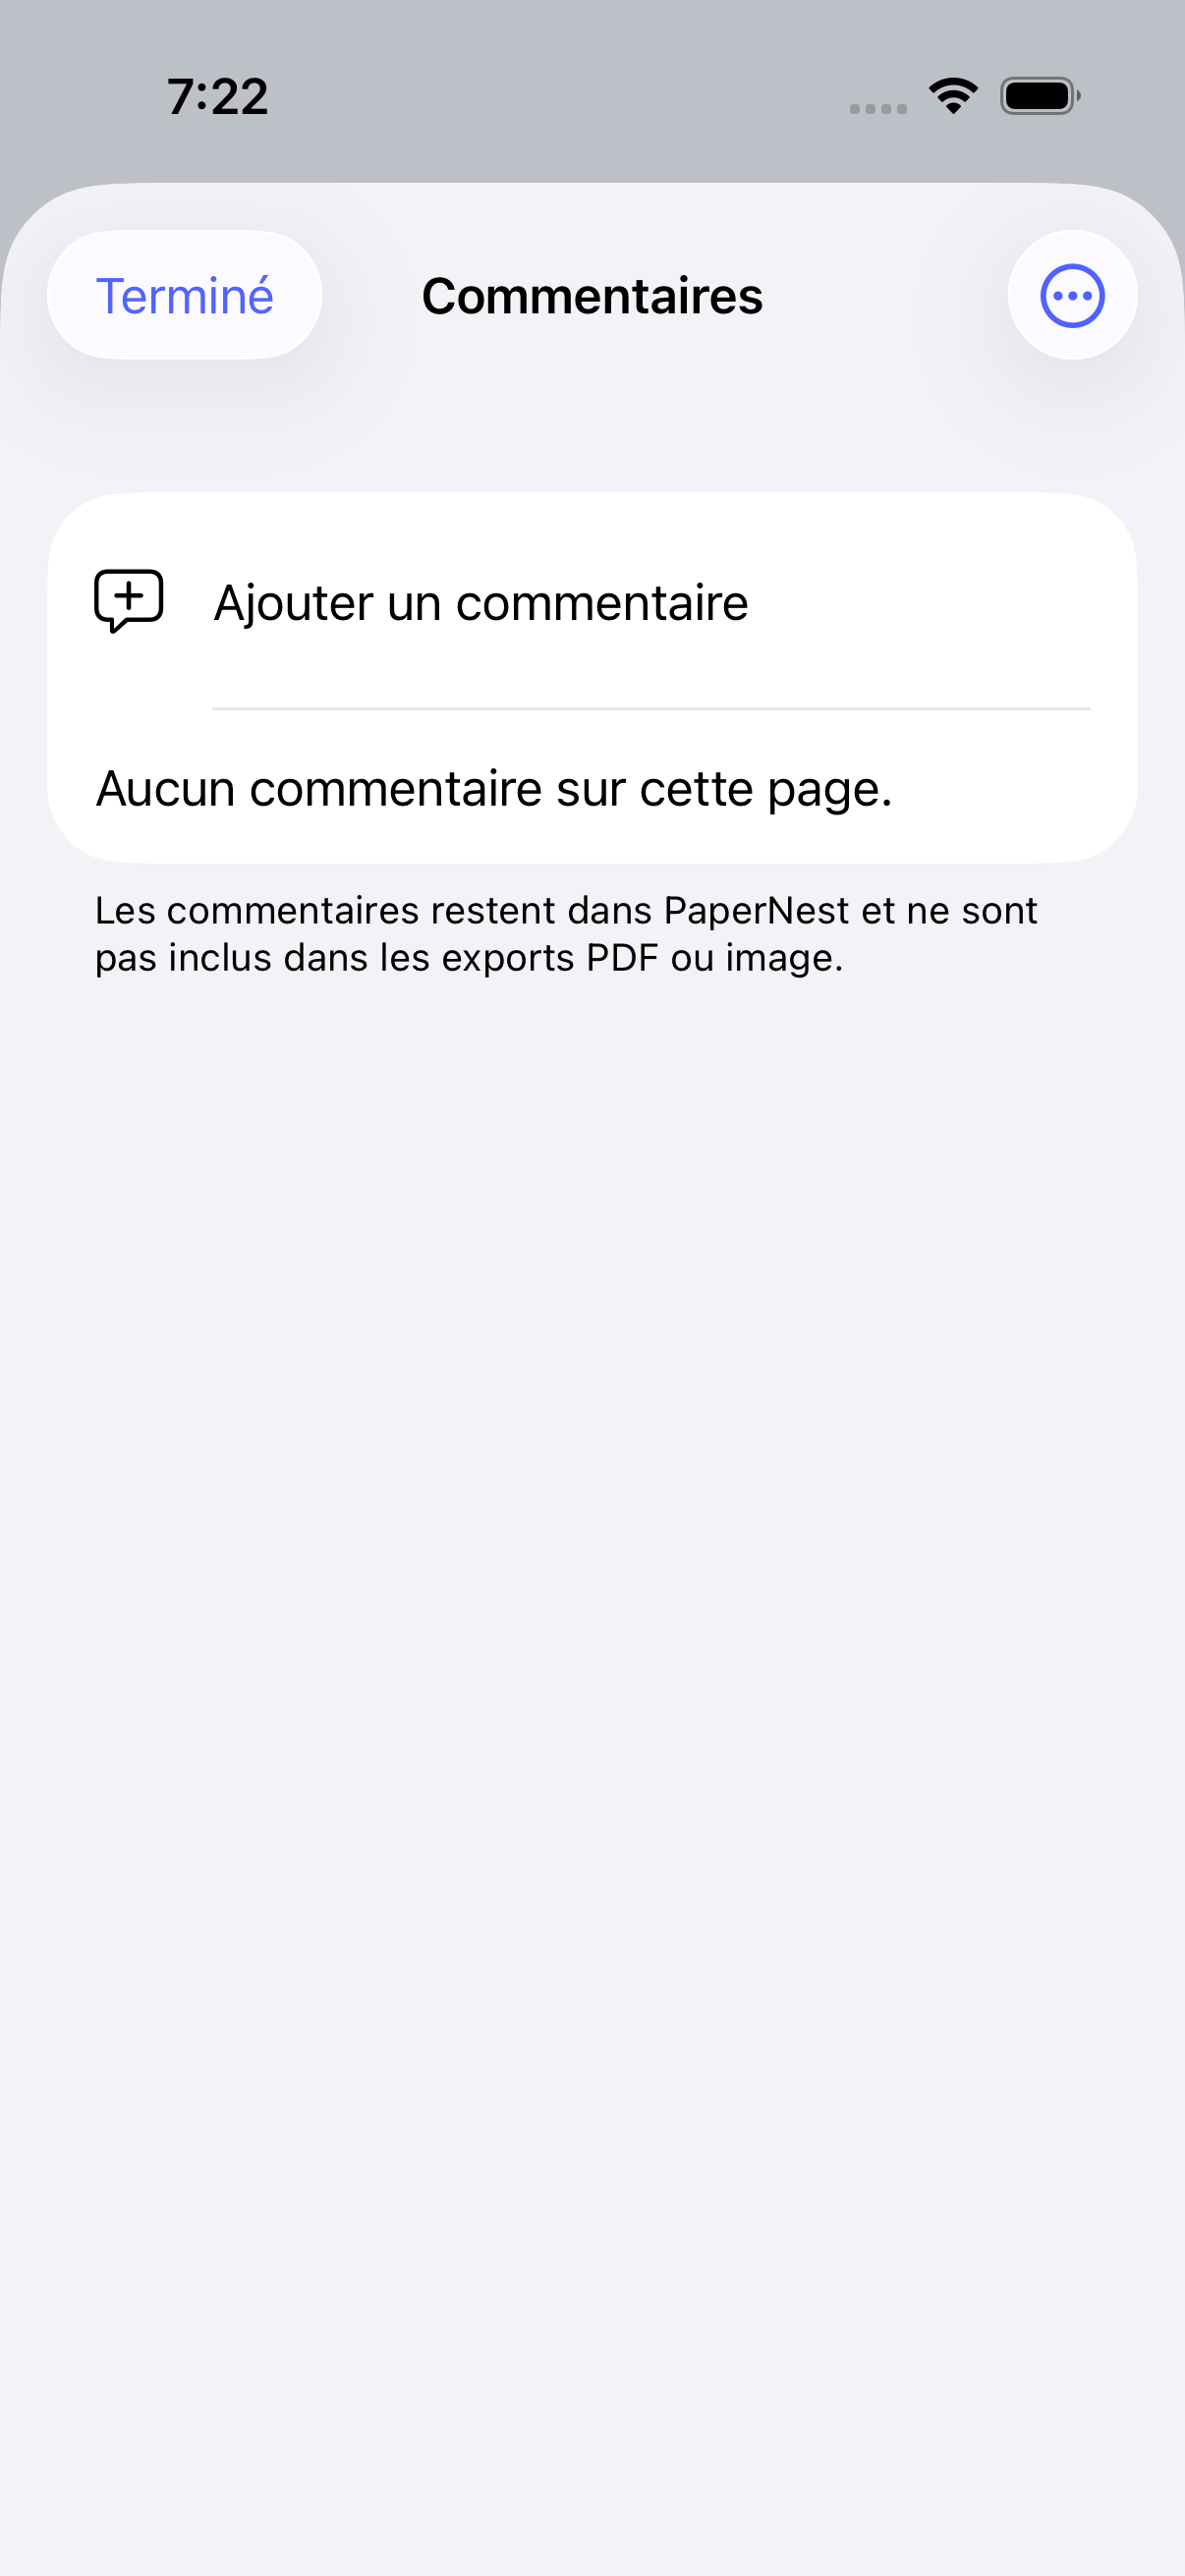 7:22
Terminé
Commentaires
Ajouter un commentaire
Aucun commentaire sur cette page.
Les commentaires restent dans PaperNest et ne sont
pas inclus dans les exports PDF ou image.